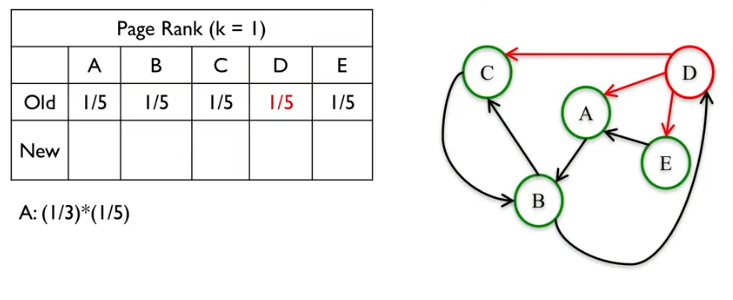 Page Rank (k = 1)
A B C D E
Old 1/5 1/5 1/5 1/5 1/5
New
A: (1/3)*(1/5)
C
D
A
E
B